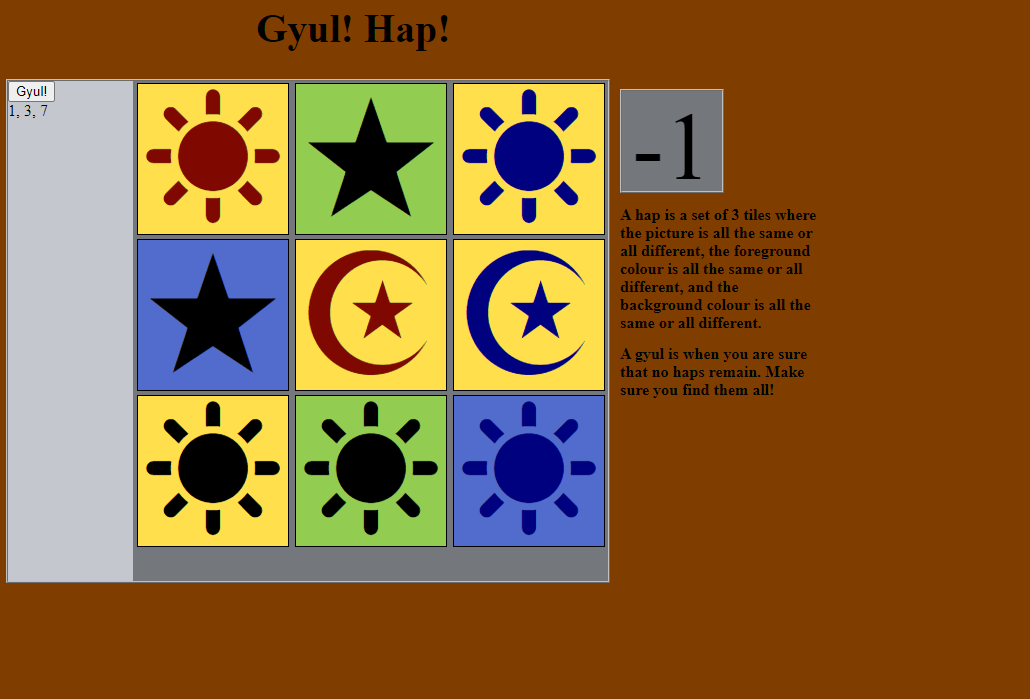 Gyul! Hap!
Gyul!
1, 3, 7
-1
A hap is a set of 3 tiles where
the picture is all the same or
all different, the foreground
colour is all the same or all
different, and the
background colour is all the
same or all different.
A gyul is when you are sure
that no haps remain. Make
sure you find them all!